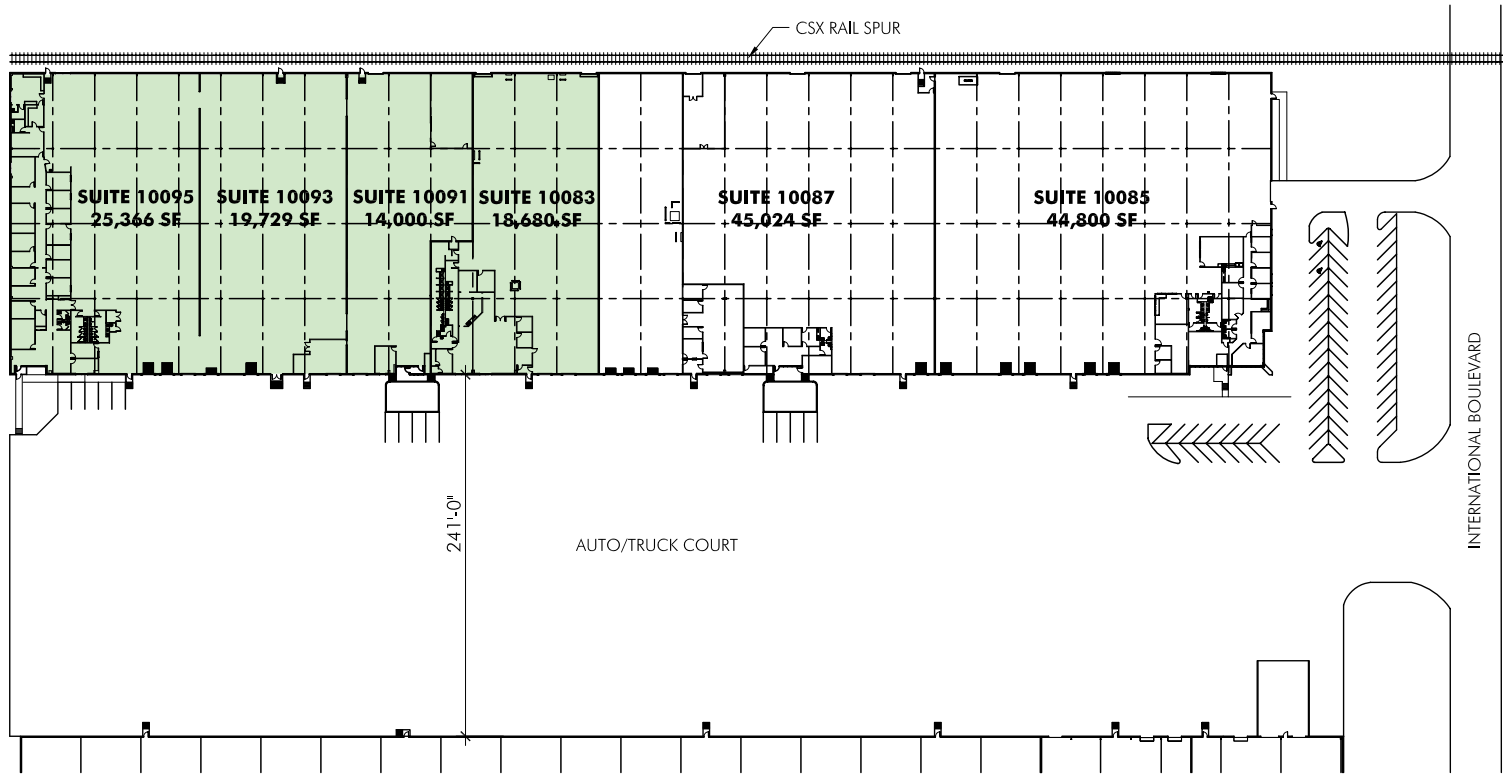 CSX RAIL SPUR
SUITE 10095
25,366 SF
SUITE 10093
19,729 SF
SUITE 10091
14,000 SF
SUITE 10083
18,680 SF
SUITE 10087
45,024 SF
SUITE 10085
44,800 SF
INTERNATIONAL BOULEVARD
241'-0"
AUTO/TRUCK COURT